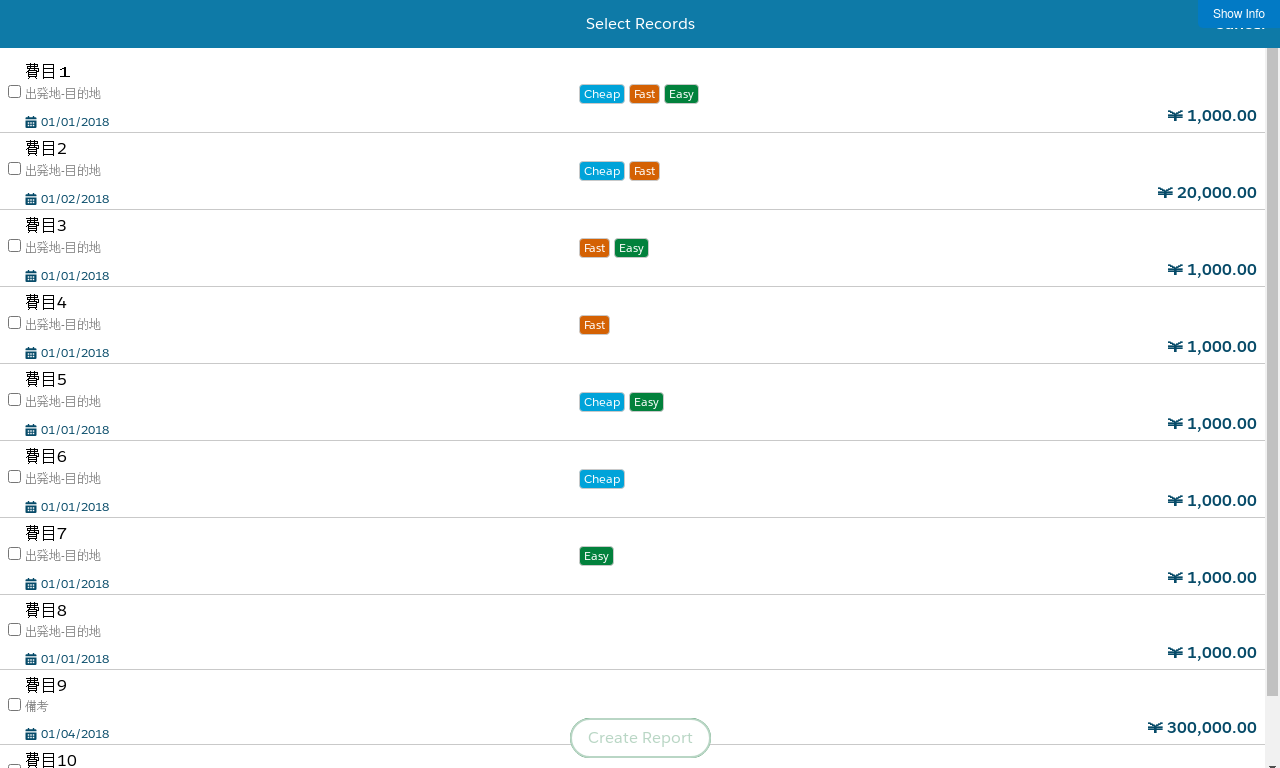 Select Records
Show Info
費目１
出発地-目的地
Cheap Fast Easy
01/01/2018
¥ 1,000.00
費目2
出発地-目的地
Cheap Fast
01/02/2018
¥ 20,000.00
費目3
出発地-目的地
Fast Easy
01/01/2018
¥ 1,000.00
費目4
出発地-目的地
Fast
01/01/2018
¥ 1,000.00
費目5
出発地-目的地
Cheap Easy
01/01/2018
¥ 1,000.00
費目6
出発地-目的地
Cheap
01/01/2018
¥ 1,000.00
費目7
出発地-目的地
Easy
01/01/2018
¥ 1,000.00
費目8
出発地-目的地
01/01/2018
¥ 1,000.00
費目9
備考
01/04/2018
¥ 300,000.00
Create Report
費目10